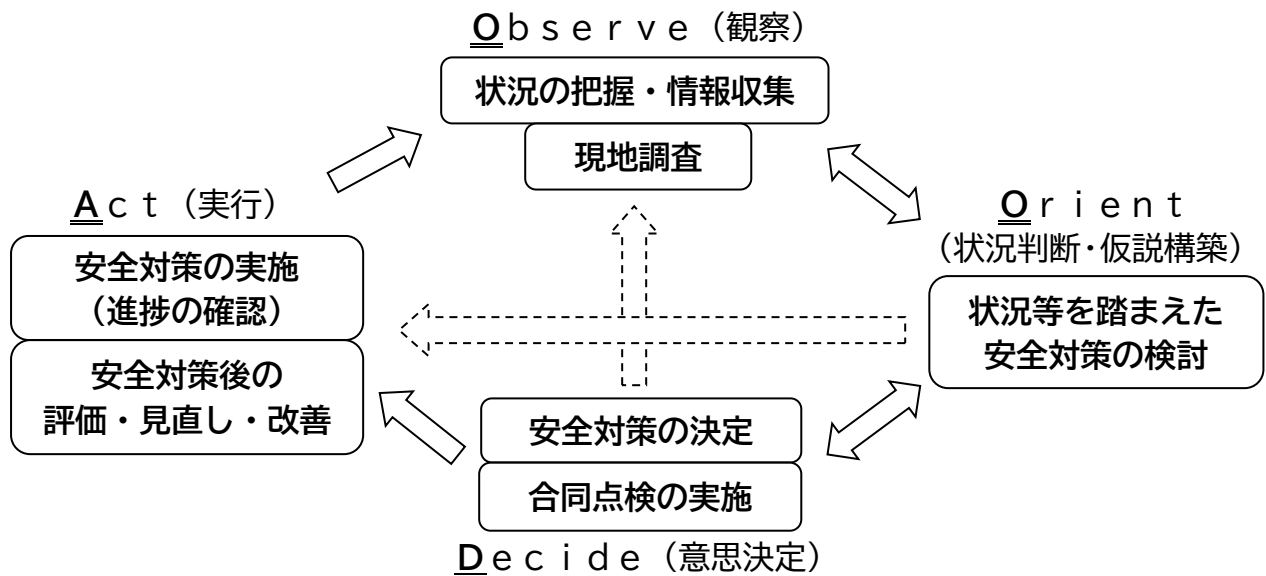 Ｏｂｓｅｒｖｅ（観察）
状況の把握・情報収集
現地調査
Ｏｒｉｅｎｔ
（状況判断・仮説構築）
状況等を踏まえた
安全対策の検討
安全対策の決定
合同点検の実施
Ｄｅｃｉｄｅ（意思決定）
Ａｃｔ（実行）
安全対策の実施
（進捗の確認）
安全対策後の
評価・見直し・改善